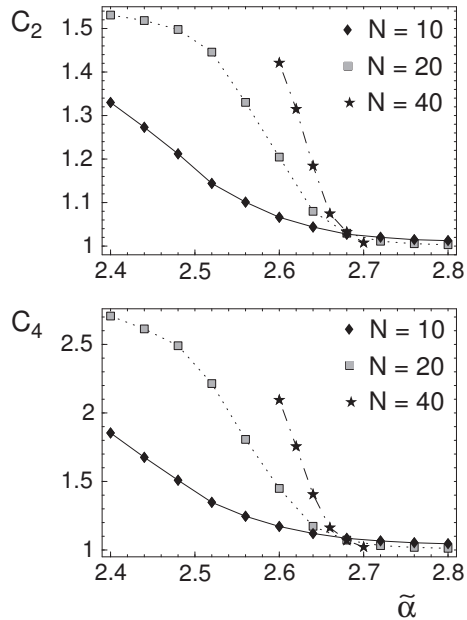 C2
1.5
1.4
1.3
1.2
1.1
1
N = 10
N = 20
N = 40
2.4 2.5 2.6 2.7 2.8
C4
2.5
2
1.5
1
N = 10
N = 20
N = 40
2.4 2.5 2.6 2.7 2.8
α̃